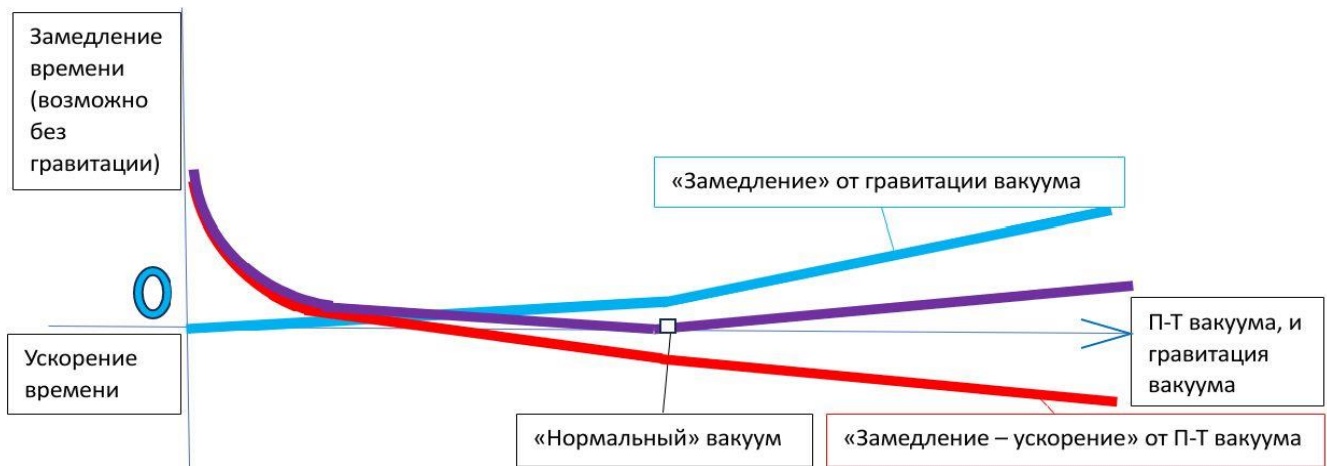 Замедление
времени
(возможно
без
гравитации)
«Замедление» от гравитации вакуума
Ускорение
времени
П-Т вакуума, и
гравитация
вакуума
«Нормальный» вакуум
«Замедление – ускорение» от П-Т вакуума